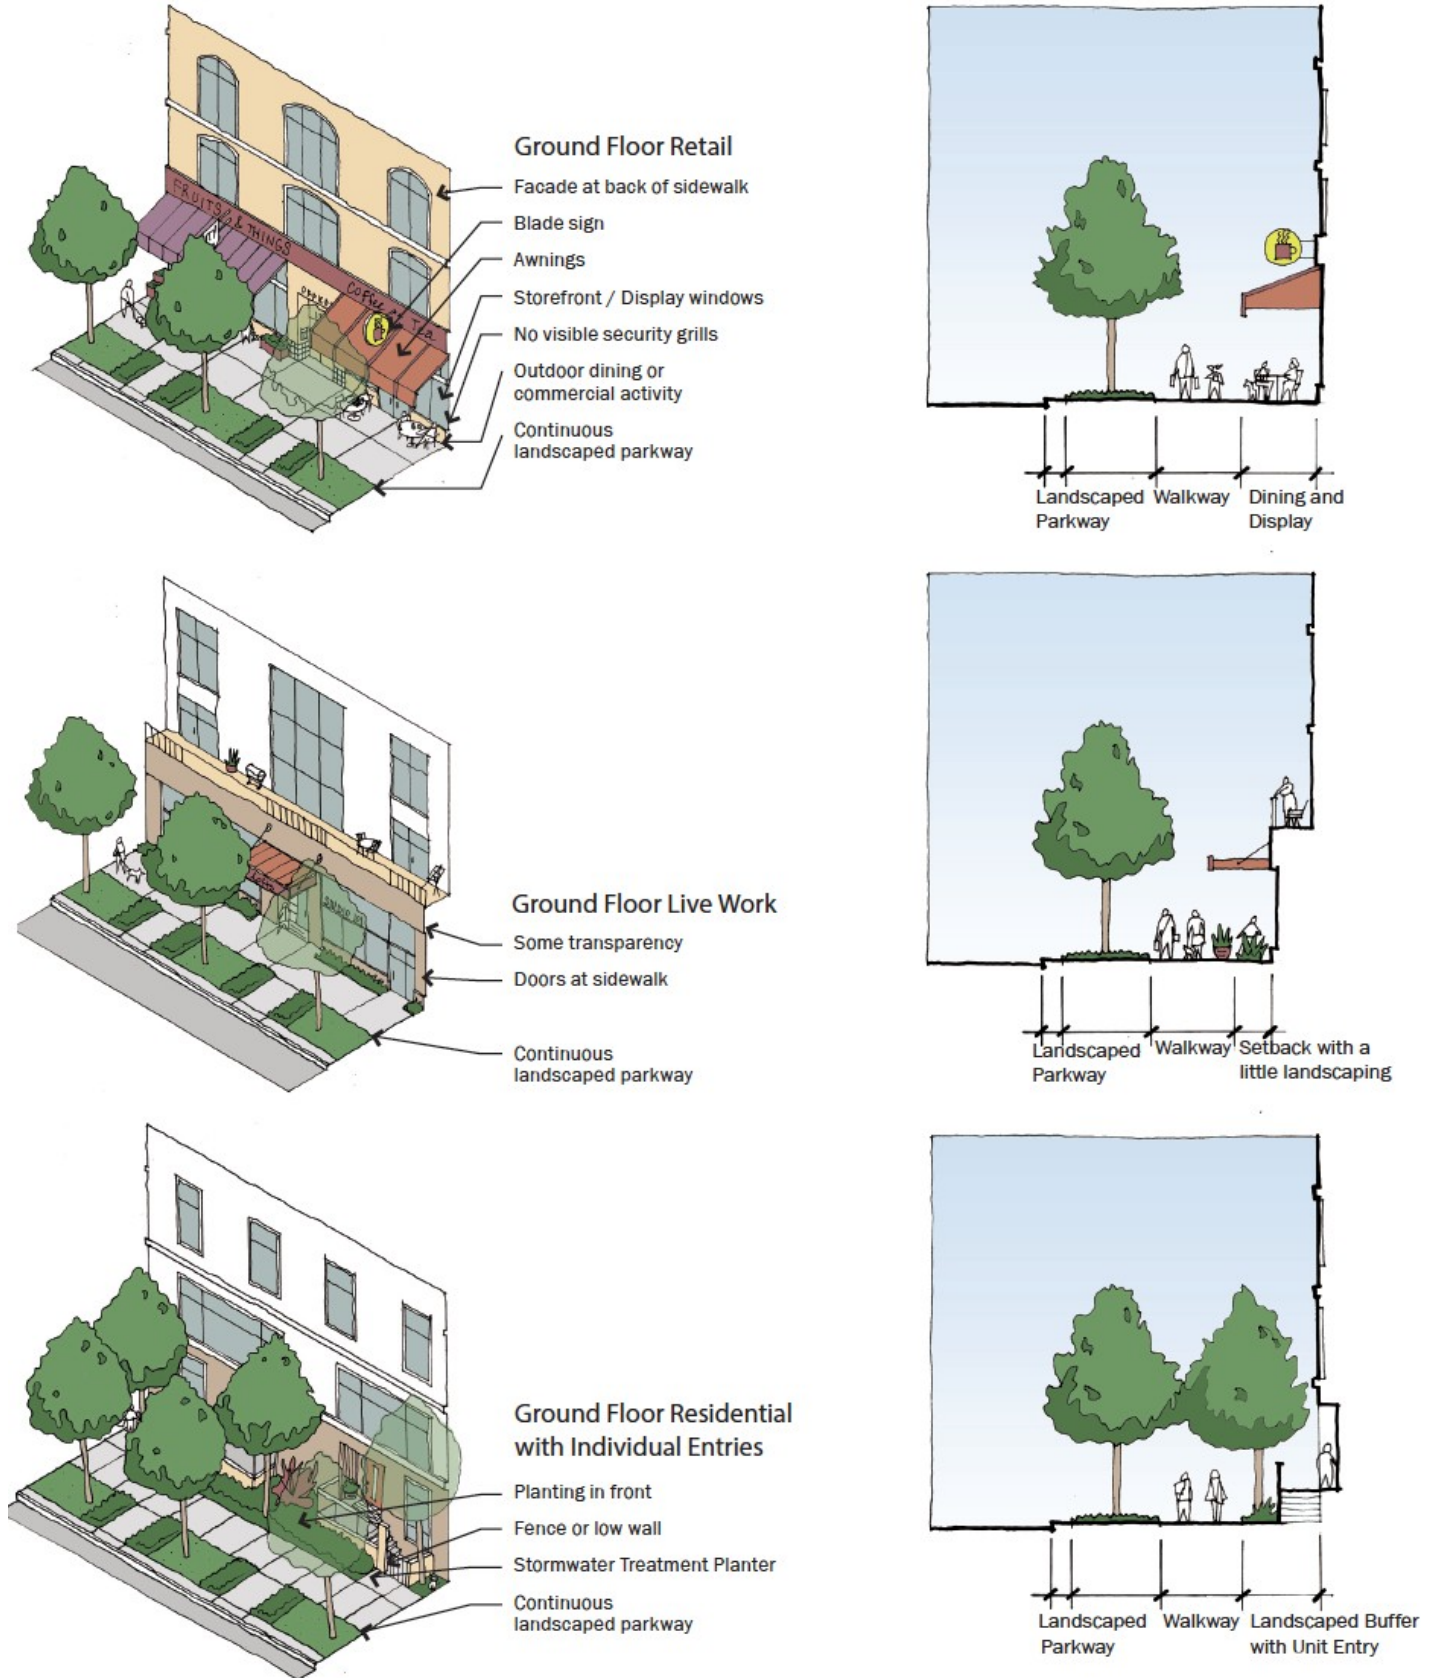 Ground Floor Retail
Facade at back of sidewalk
Blade sign
Awnings
Storefront / Display windows
No visible security grills
Outdoor dining or
commercial activity
Continuous
landscaped parkway
FRUITS & THINGS
Coffee & Tea
Landscaped
Parkway
Walkway
Dining and
Display
Ground Floor Live Work
Some transparency
Doors at sidewalk
Continuous
landscaped parkway
Landscaped
Parkway
Walkway
Setback with a
little landscaping
Ground Floor Residential
with Individual Entries
Planting in front
Fence or low wall
Stormwater Treatment Planter
Continuous
landscaped parkway
Landscaped
Parkway
Walkway
Landscaped Buffer
with Unit Entry